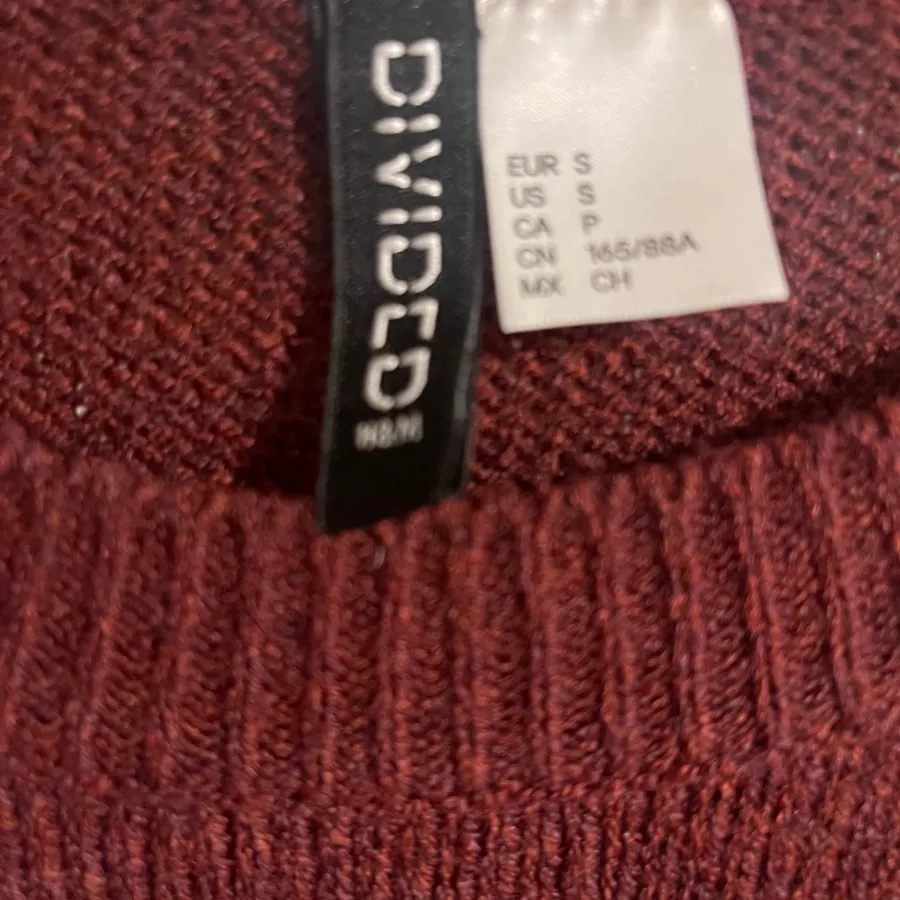 DIVIDED
H&M
EUR S
US S
CA P
CN 165/88A
MX CH